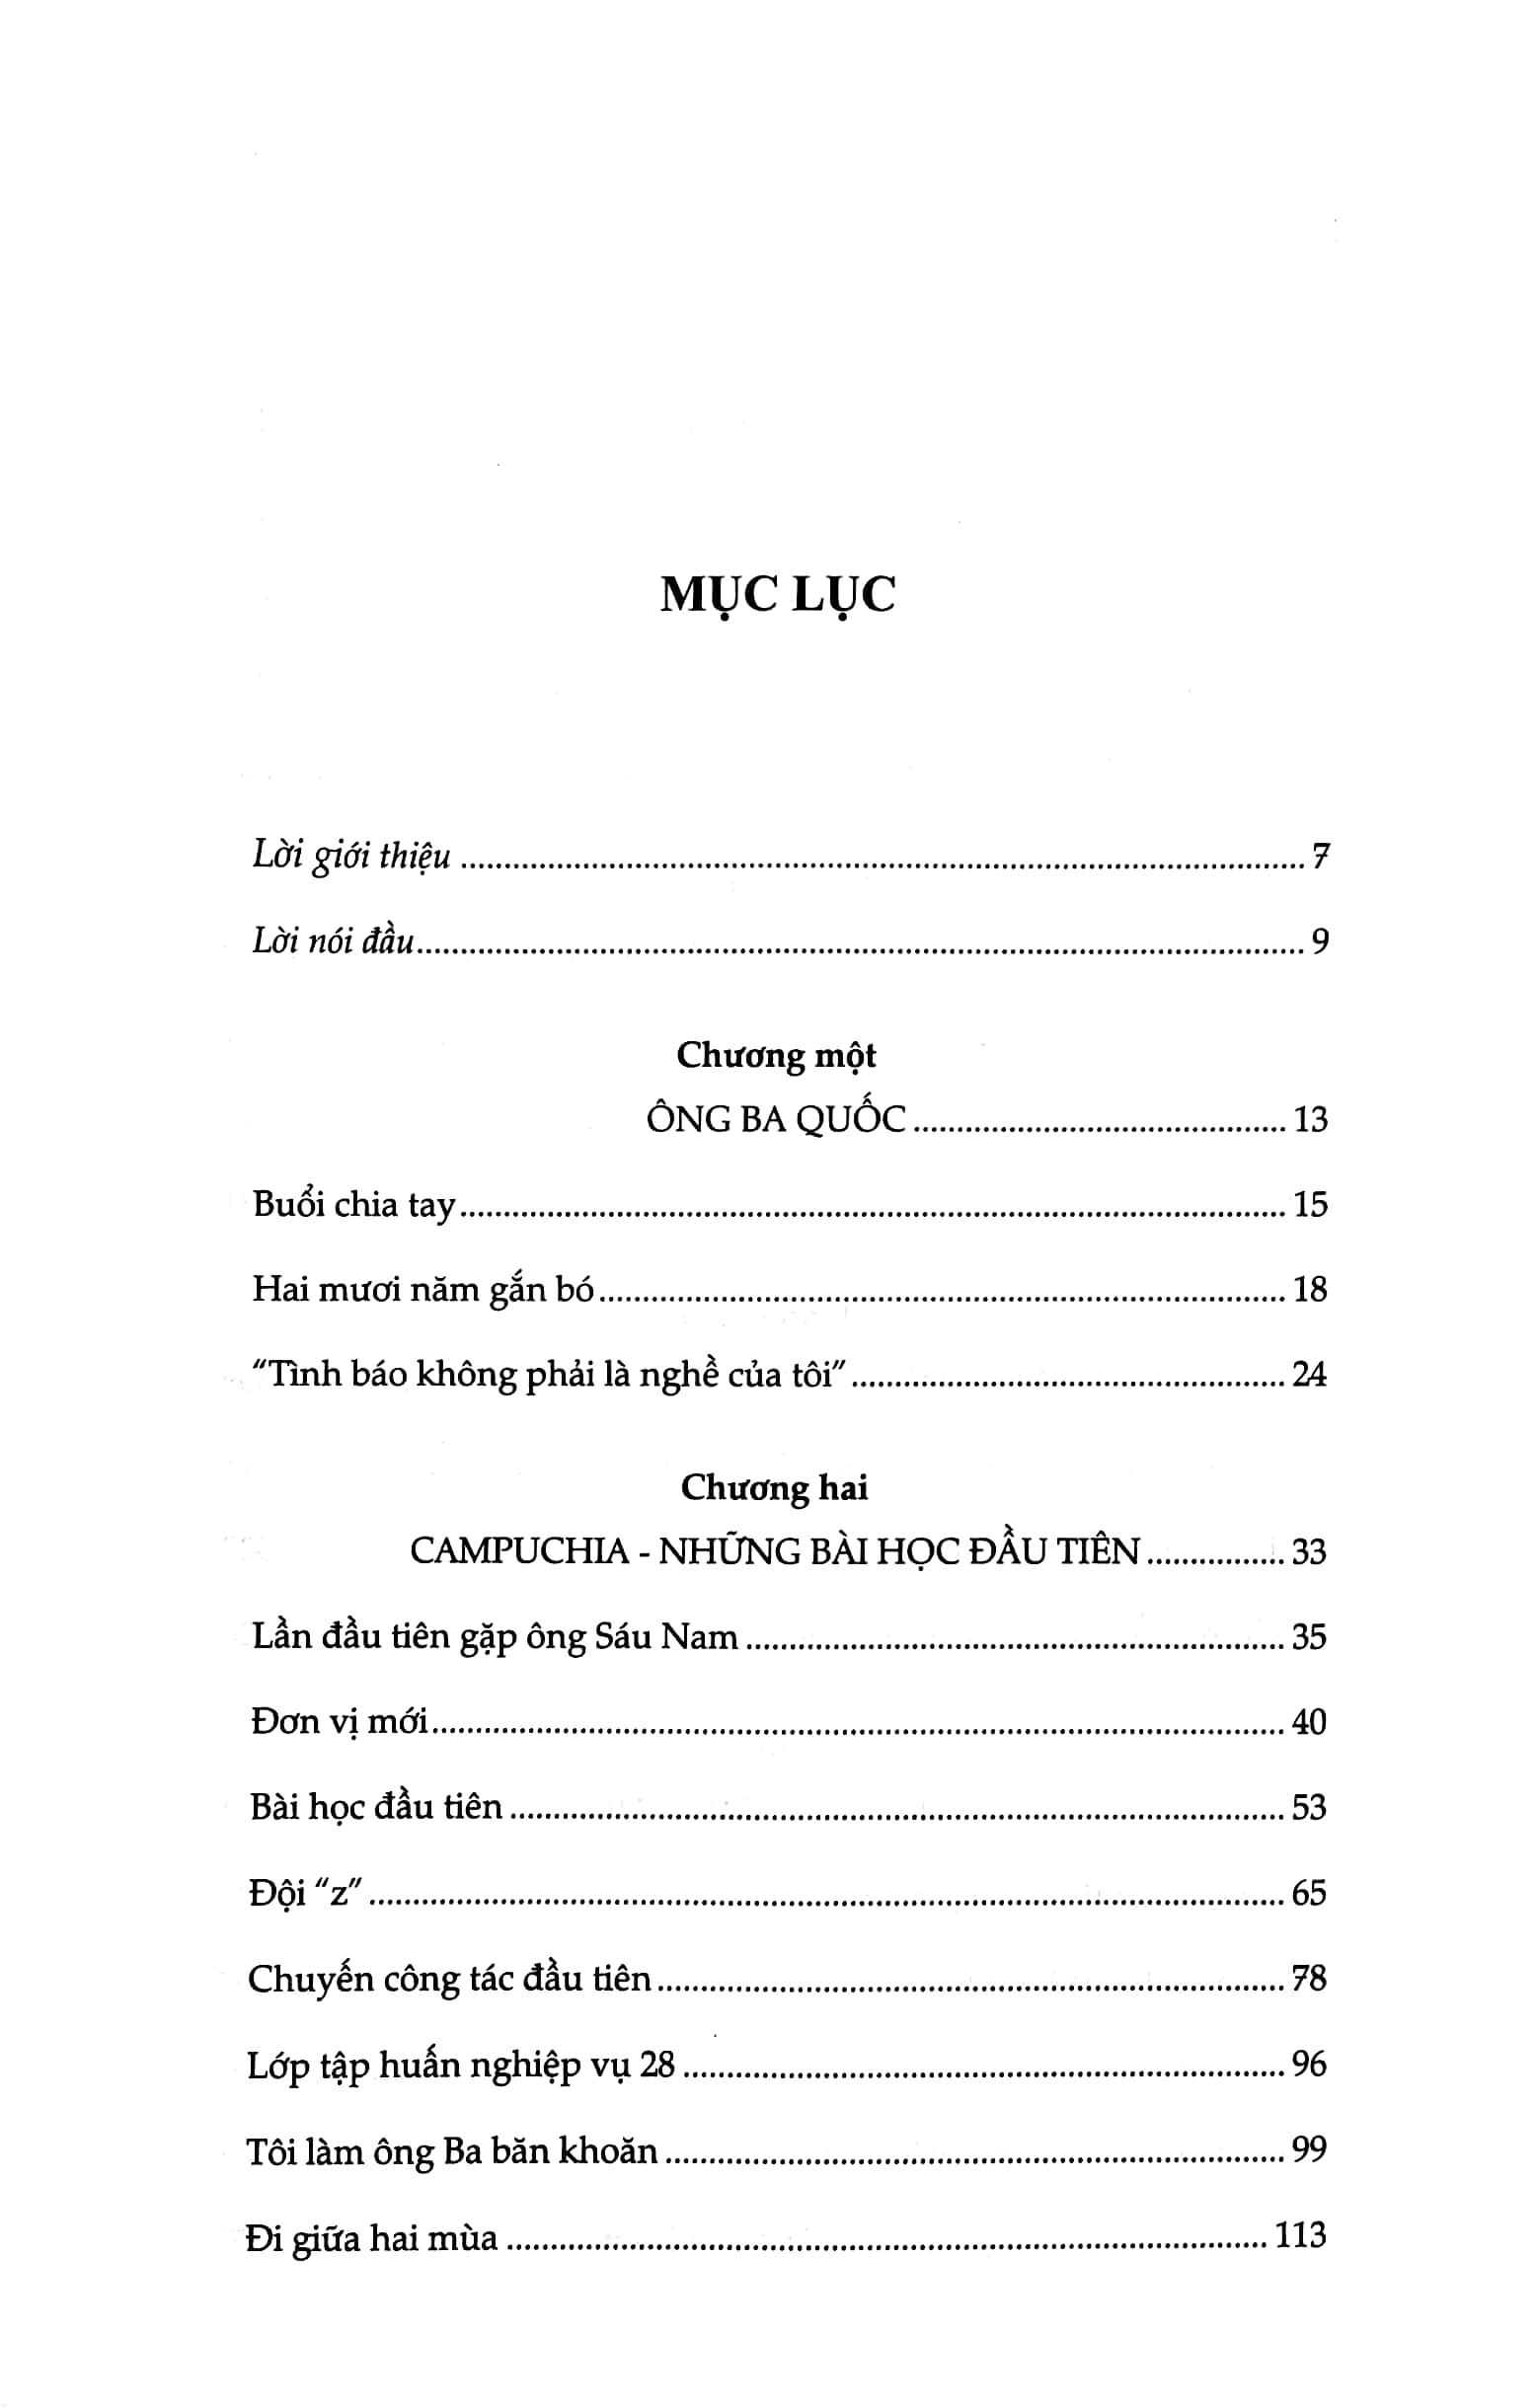 MỤC LỤC
Lời giới thiệu ........ 7
Lời nói đầu ........ 9
Chương một
ÔNG BA QUỐC ........ 13
Buổi chia tay ........ 15
Hai mươi năm gắn bó ........ 18
"Tình báo không phải là nghề của tôi" ........ 24
Chương hai
CAMPUCHIA - NHỮNG BÀI HỌC ĐẦU TIÊN ........ 33
Lần đầu tiên gặp ông Sáu Nam ........ 35
Đơn vị mới ........ 40
Bài học đầu tiên ........ 53
Đội "z" ........ 65
Chuyến công tác đầu tiên ........ 78
Lớp tập huấn nghiệp vụ 28 ........ 96
Tôi làm ông Ba băn khoăn ........ 99
Đi giữa hai mùa ........ 113